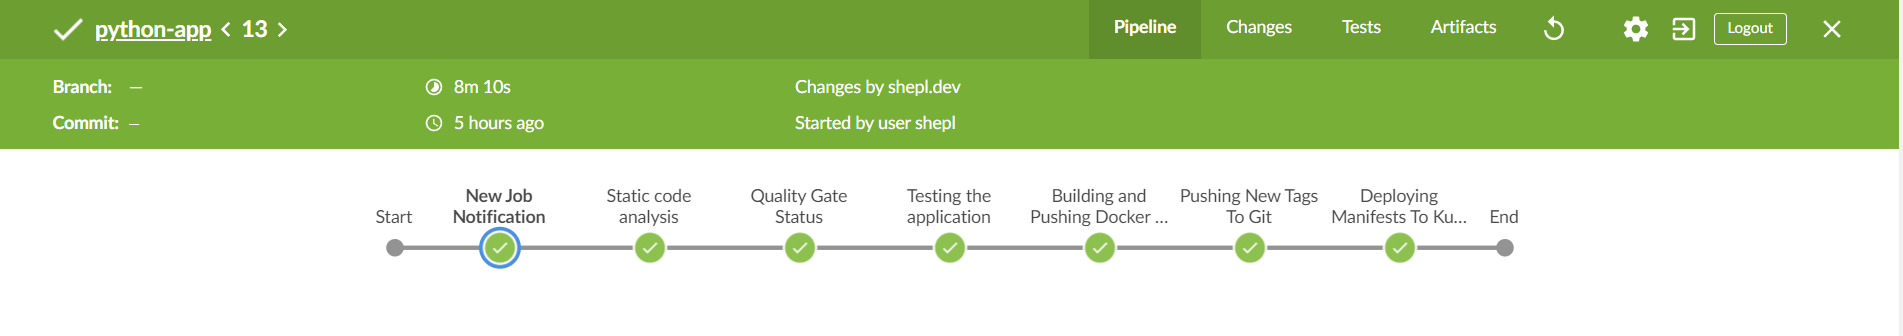 python-app < 13 >
Pipeline
Changes
Tests
Artifacts
Logout
Branch: —
8m 10s
Changes by shepl.dev
Commit: –
5 hours ago
Started by user shepl
Start
New Job
Notification
Static code
analysis
Quality Gate
Status
Testing the
application
Building and
Pushing Docker ...
Pushing New Tags
To Git
Deploying
Manifests To Ku...
End